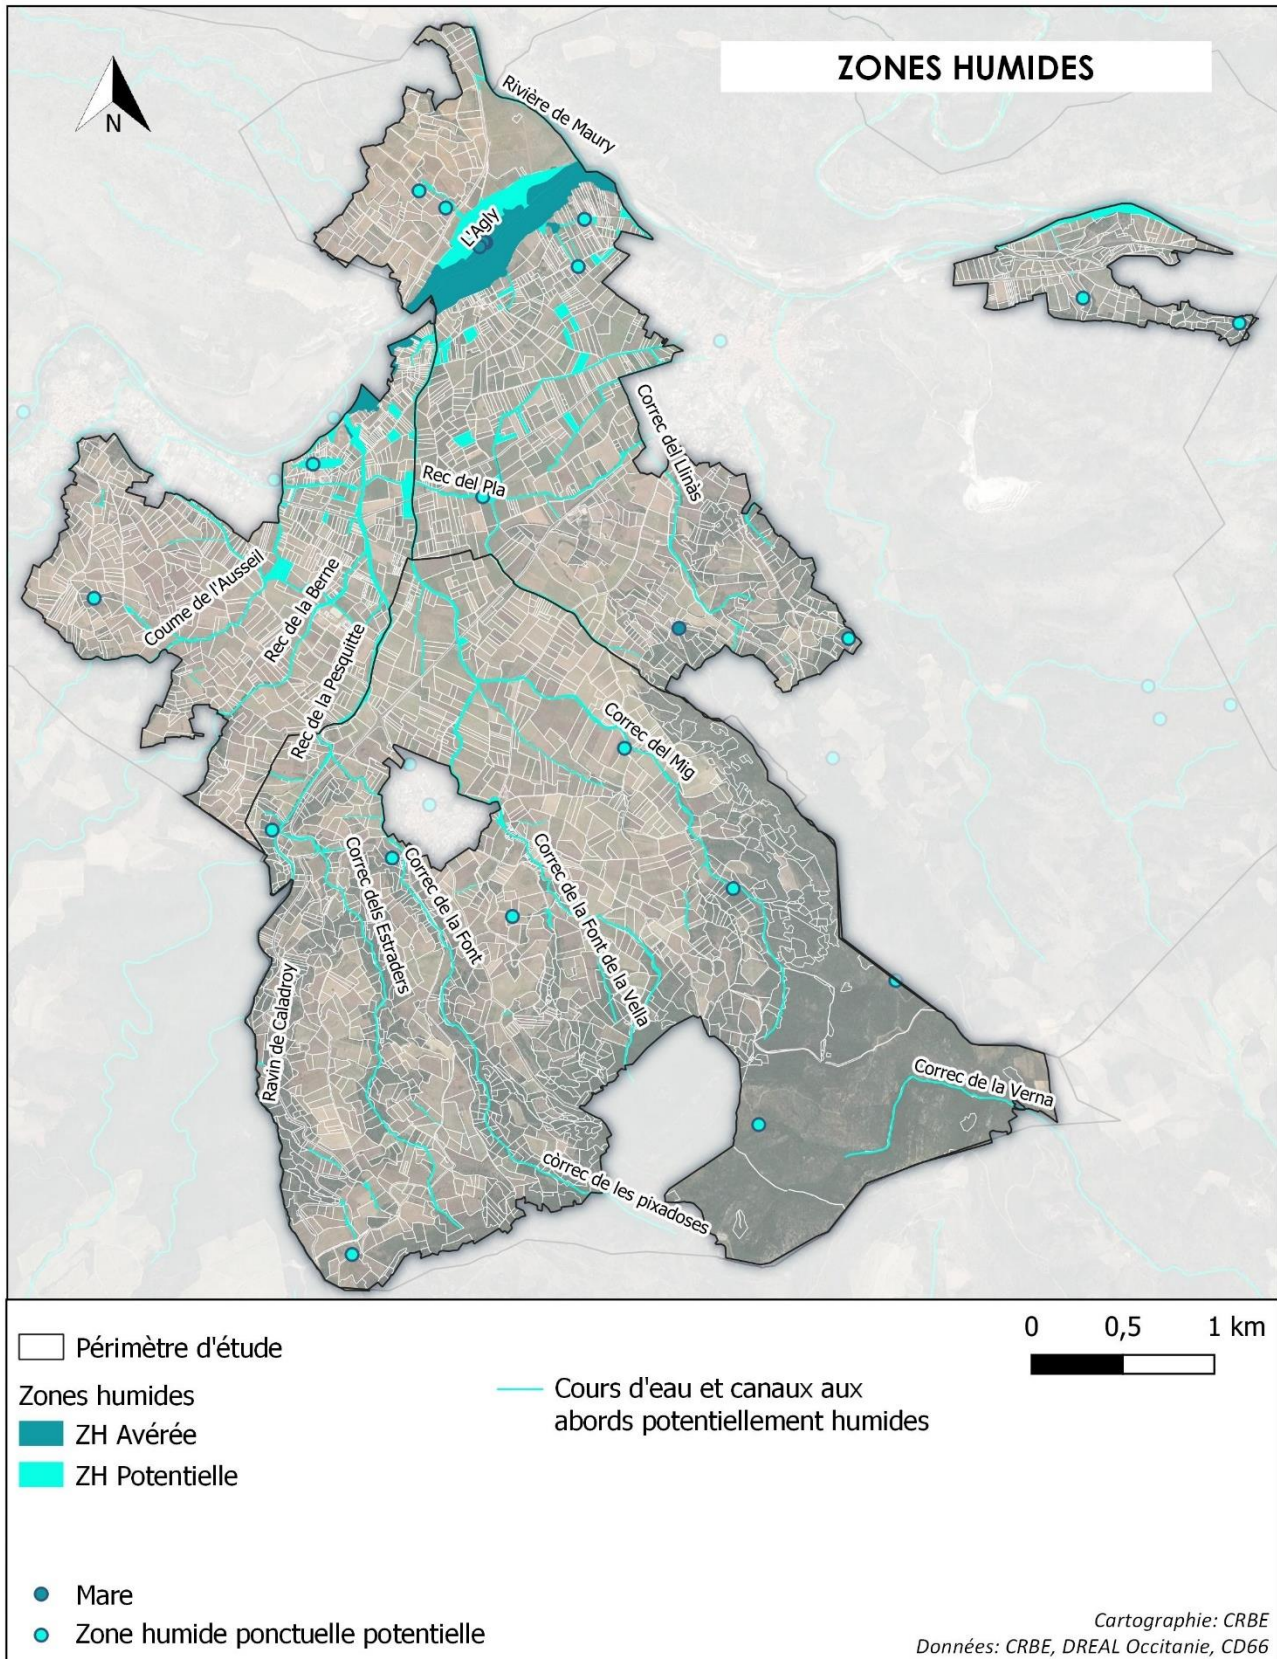 ZONES HUMIDES
N
Rivière de Maury
L'Agly
Correc del Llinàs
Rec del Pla
Coume de l'Ausseil
Rec de la Berne
Rec de la Pesquitte
Correc del Mig
Correc dels Estraders
Correc de la Font
Correc de la Font de la Vella
Ravin de Caladroy
Correc de la Verna
còrrec de les pixadoses
Périmètre d'étude
Zones humides
ZH Avérée
ZH Potentielle
Mare
Zone humide ponctuelle potentielle
Cours d'eau et canaux aux
abords potentiellement humides
0 0,5 1 km
Cartographie: CRBE
Données: CRBE, DREAL Occitanie, CD66